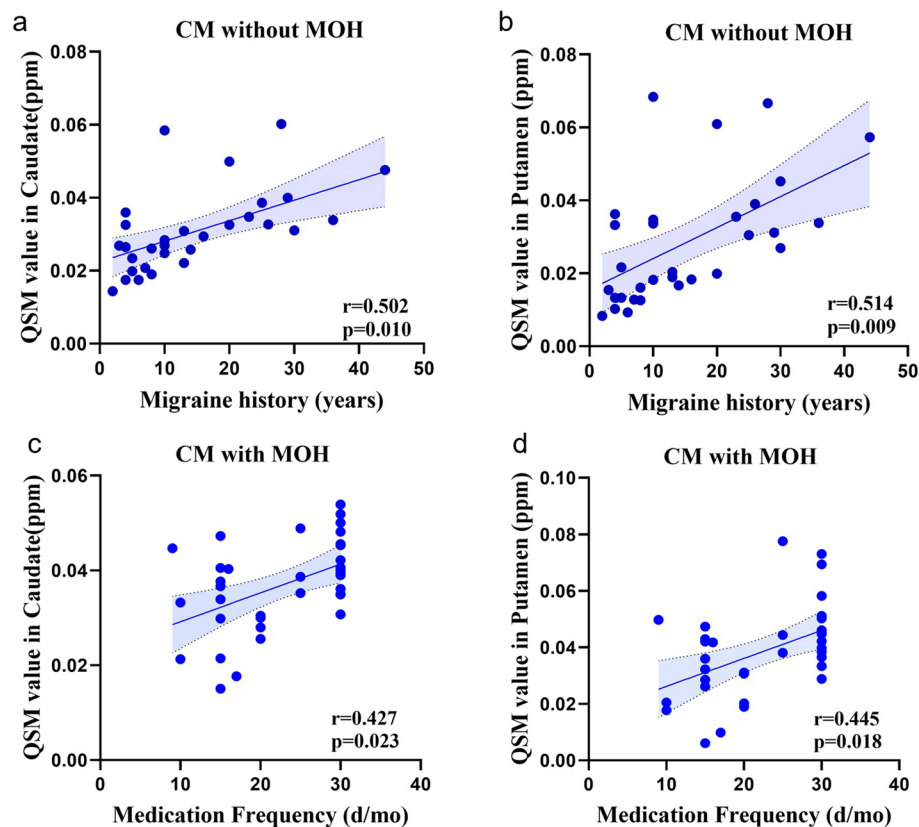 a
CM without MOH
QSM value in Caudate(ppm)
0.08
0.06
0.04
0.02
0.00
0
10
20
30
40
50
r=0.502
p=0.010
Migraine history (years)
b
CM without MOH
QSM value in Putamen (ppm)
0.08
0.06
0.04
0.02
0.00
0
10
20
30
40
50
r=0.514
p=0.009
Migraine history (years)
c
CM with MOH
QSM value in Caudate(ppm)
0.06
0.04
0.02
0.00
0
10
20
30
40
r=0.427
p=0.023
Medication Frequency (d/mo)
d
CM with MOH
QSM value in Putamen (ppm)
0.10
0.08
0.06
0.04
0.02
0.00
0
10
20
30
40
r=0.445
p=0.018
Medication Frequency (d/mo)